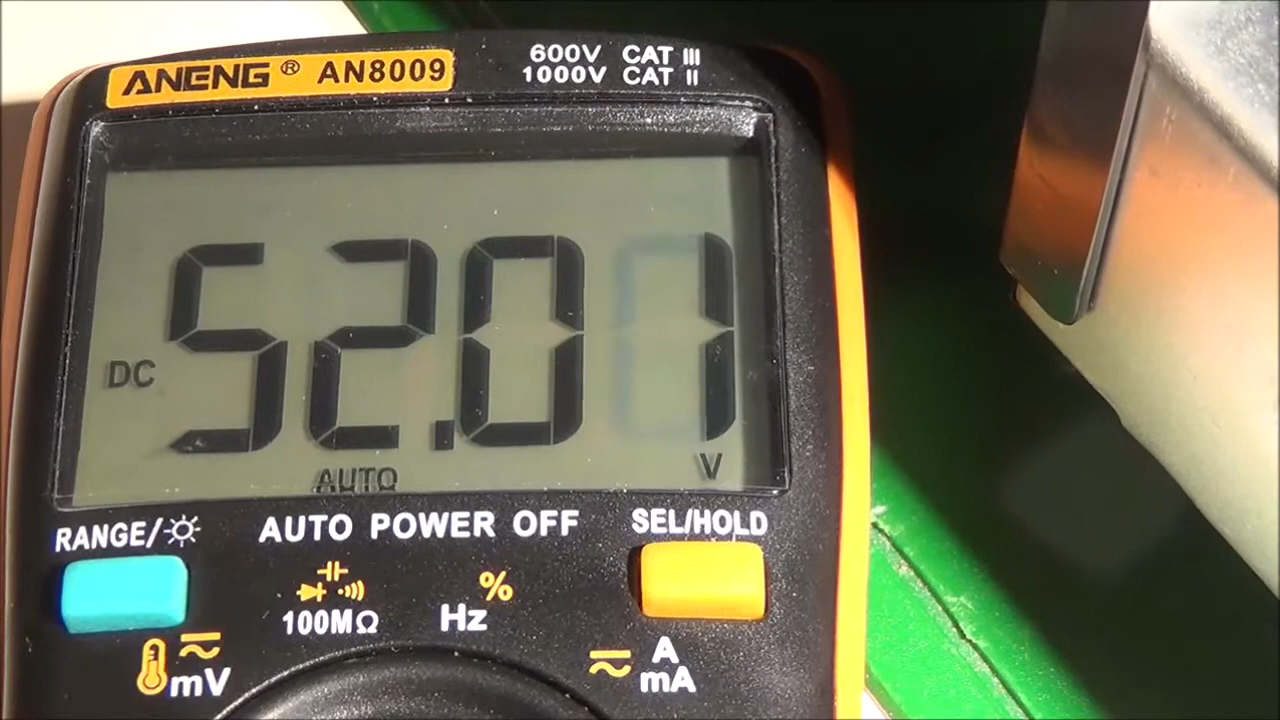 ANENG® AN8009
600V CAT III
1000V CAT II
52.01
DC
AUTO
V
RANGE/
AUTO POWER OFF
SEL/HOLD
100MΩ
Hz
%
mV
A
mA